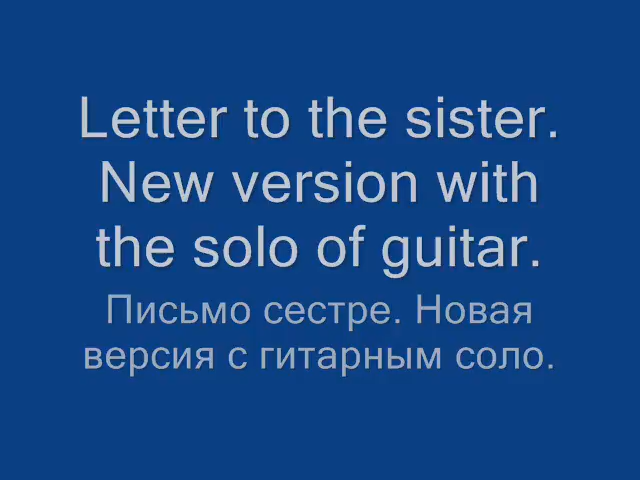 Letter to the sister.
New version with
the solo of guitar.
Письмо сестре. Новая
версия с гитарным соло.